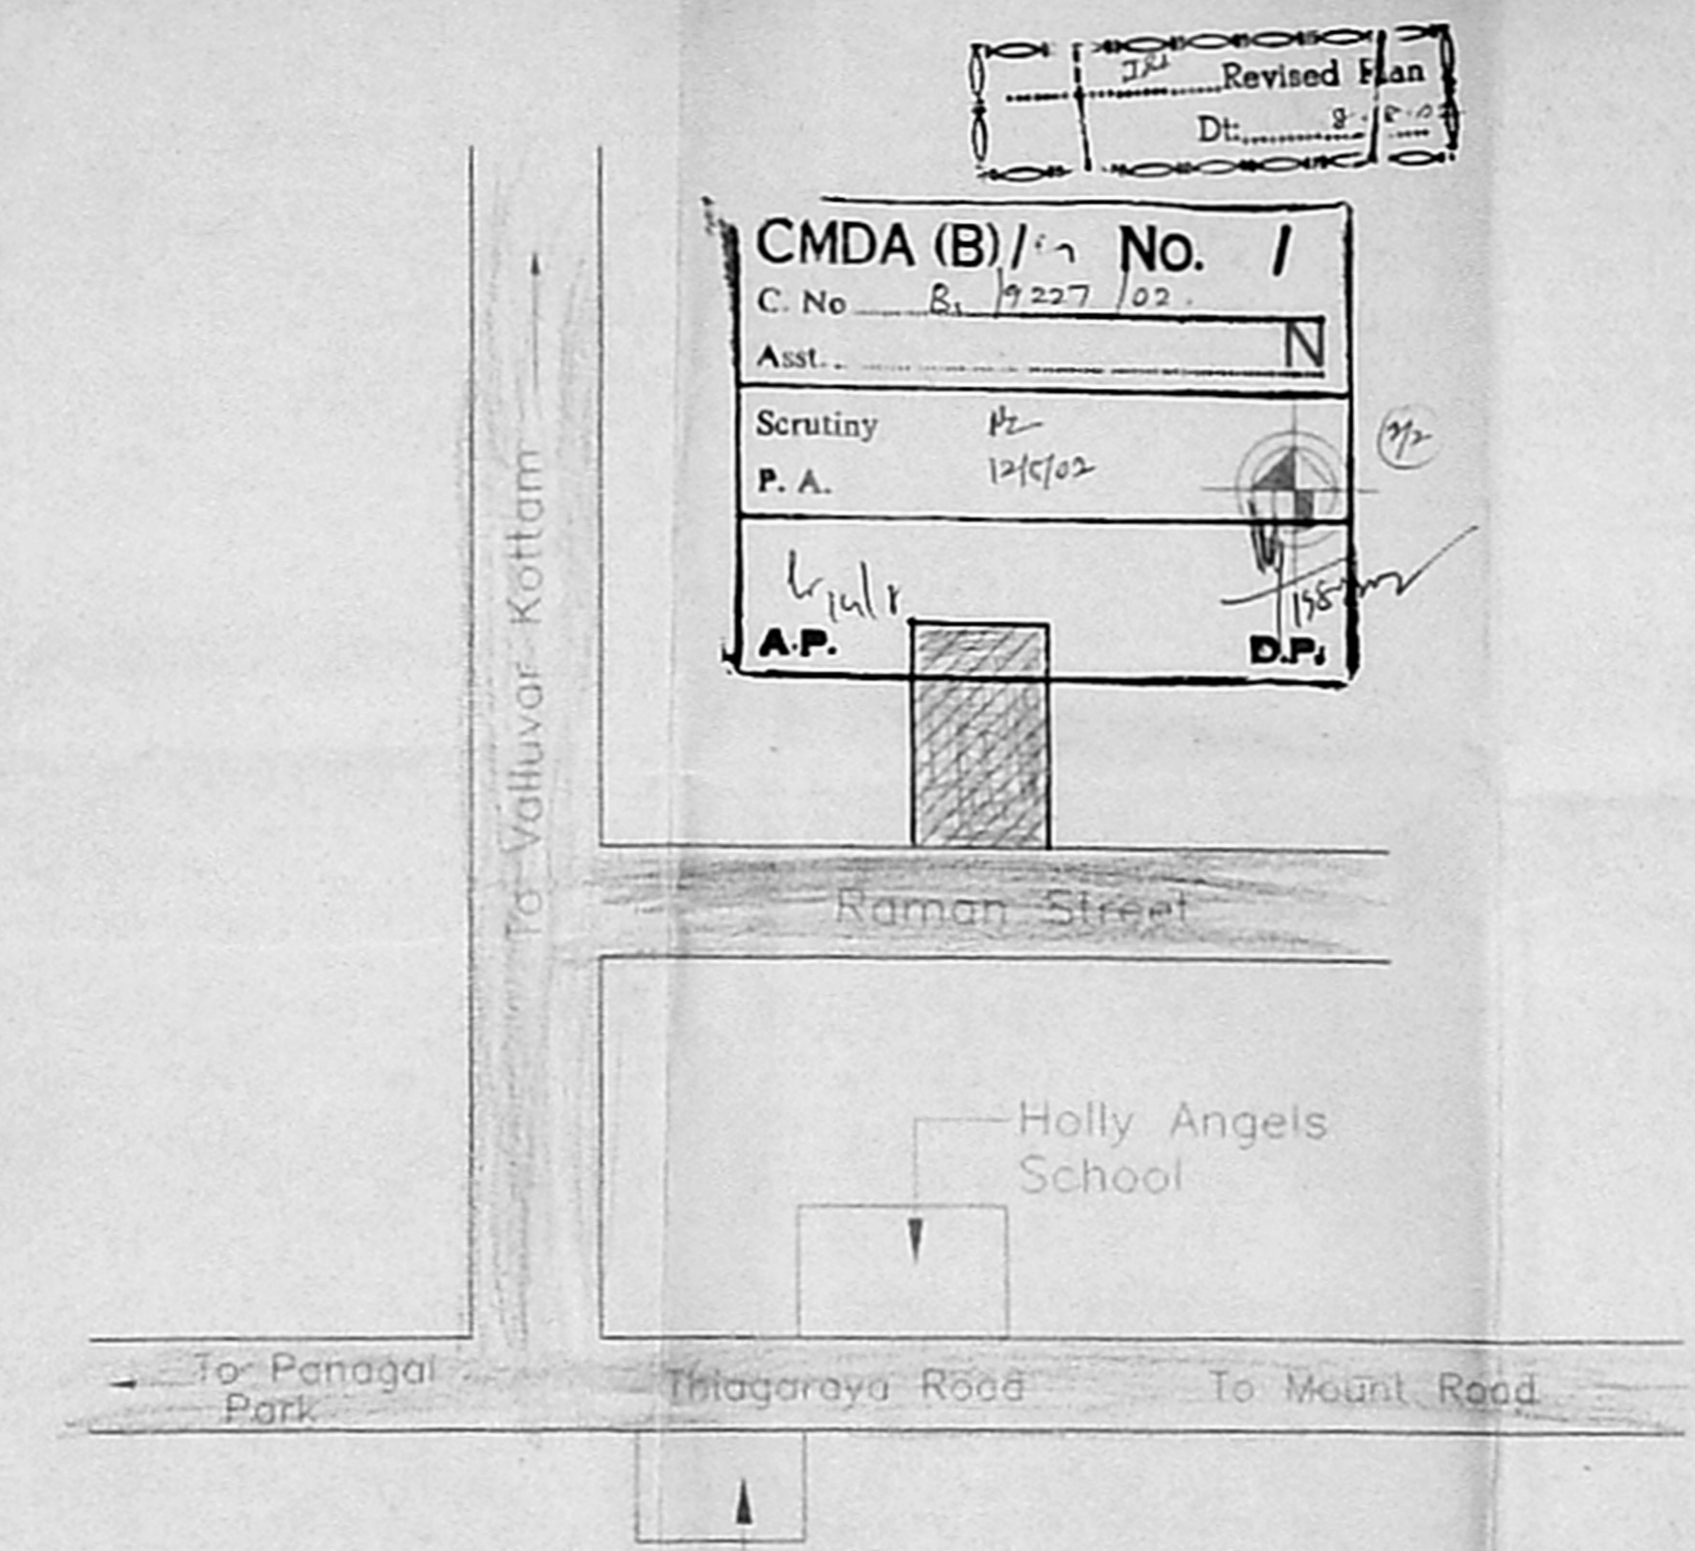 Revised Plan
Dt:
CMDA (B)/ No. 1
C. No B1/9227/02.
N
Asst.
Scrutiny
P. A. 12/5/02
A.P. D.P.
To Valluvar Kottam
Raman Street
Holly Angels
School
To Panagal
Park
Thiagaraya Road To Mount Road